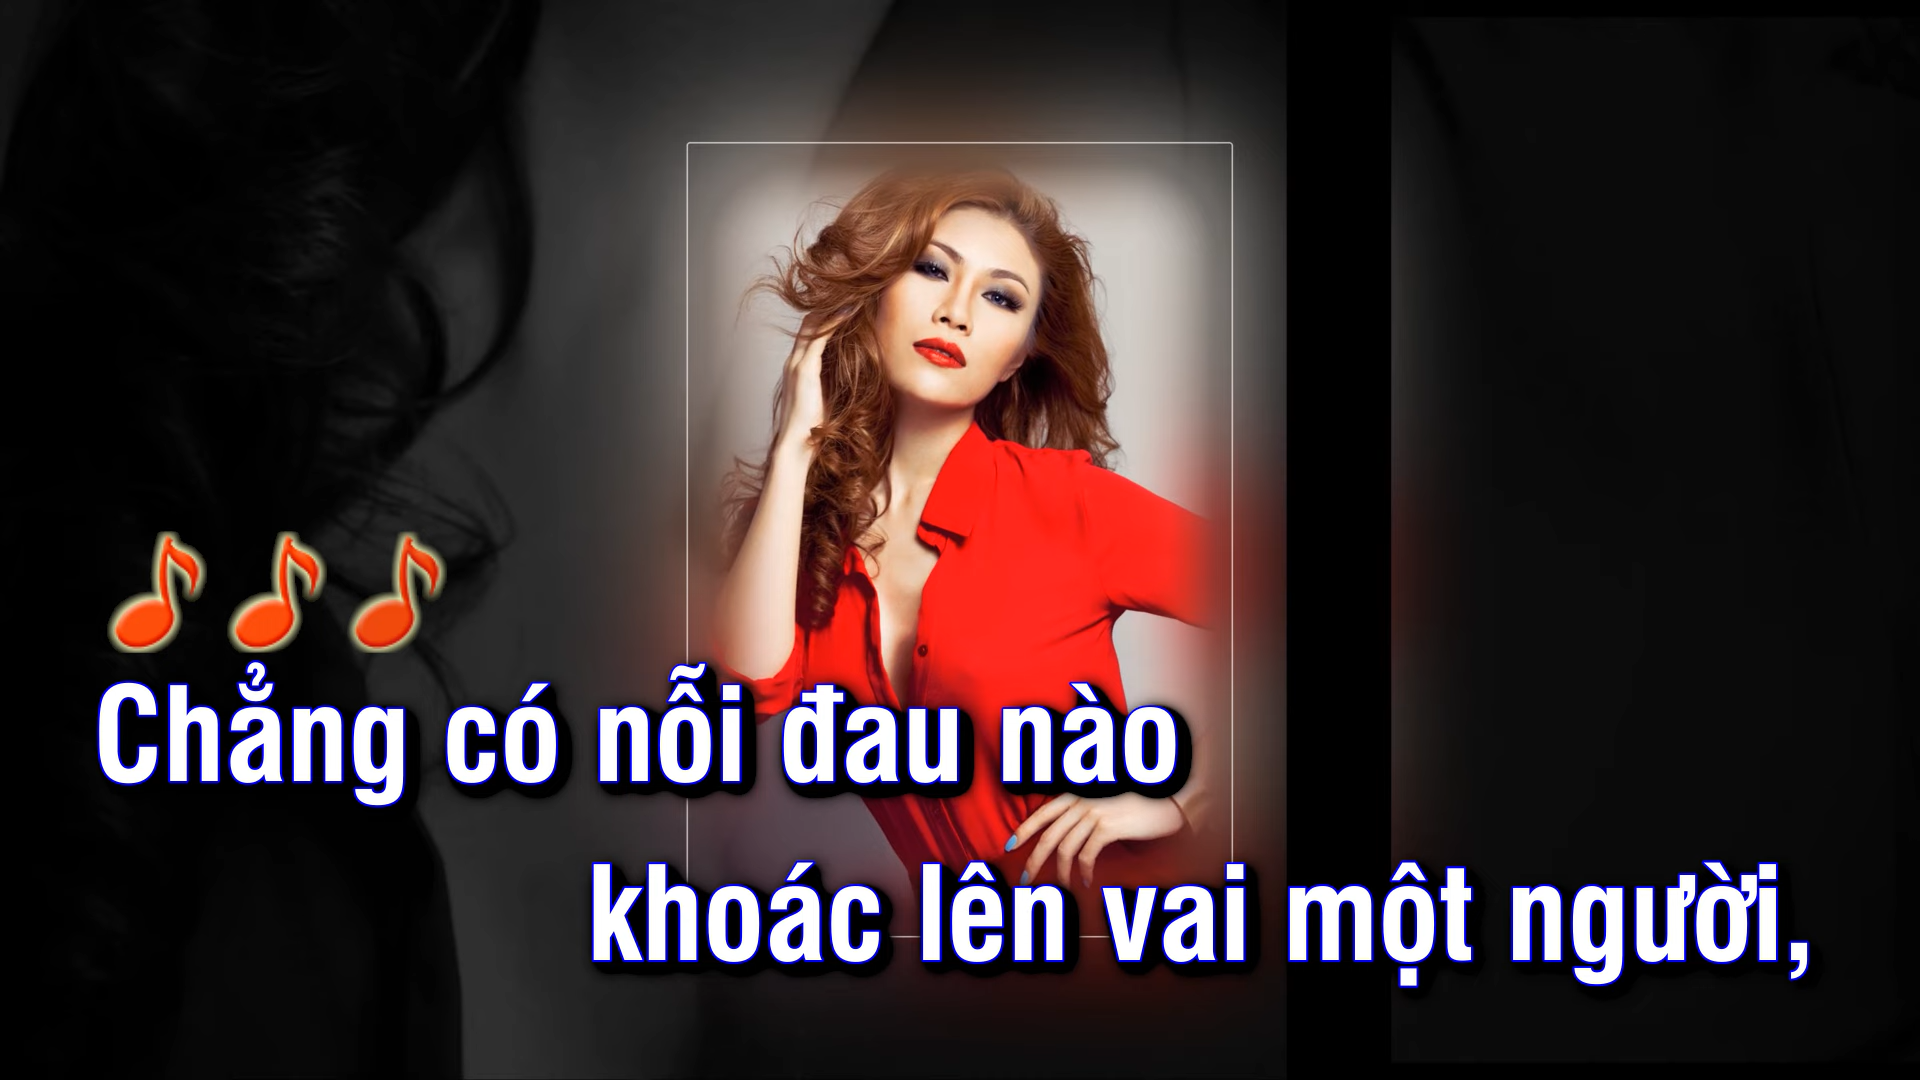 Chẳng có nỗi đau nào
khoác lên vai một người,